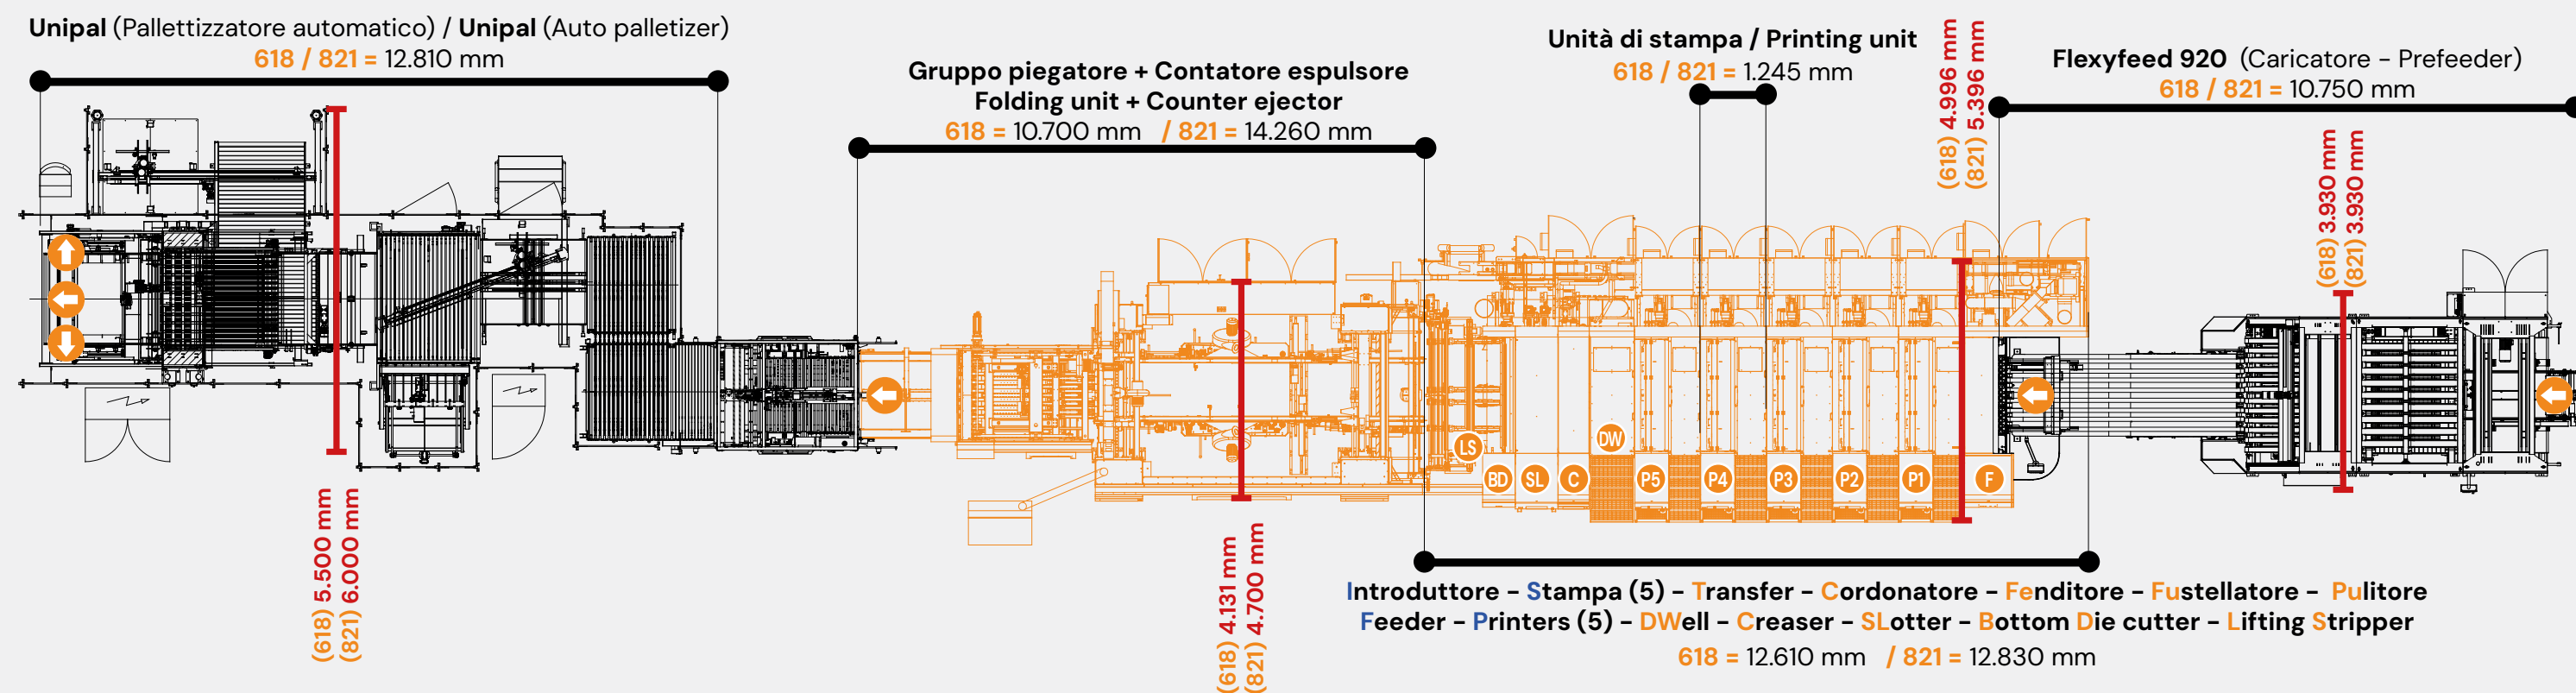 Unipal (Pallettizzatore automatico) / Unipal (Auto palletizer)
618 / 821 = 12.810 mm
Gruppo piegatore + Contatore espulsore
Folding unit + Counter ejector
618 = 10.700 mm / 821 = 14.260 mm
Unità di stampa / Printing unit
618 / 821 = 1.245 mm
(618) 4.996 mm
(821) 5.396 mm
Flexyfeed 920 (Caricatore - Prefeeder)
618 / 821 = 10.750 mm
(618) 3.930 mm
(821) 3.930 mm
LS
BD
SL
C
DW
P5
P4
P3
P2
P1
F
(618) 5.500 mm
(821) 6.000 mm
(618) 4.131 mm
(821) 4.700 mm
Introduttore - Stampa (5) - Transfer - Cordonatore - Fenditore - Fustellatore - Pulitore
Feeder - Printers (5) - DWell - Creaser - SLotter - Bottom Die cutter - Lifting Stripper
618 = 12.610 mm / 821 = 12.830 mm